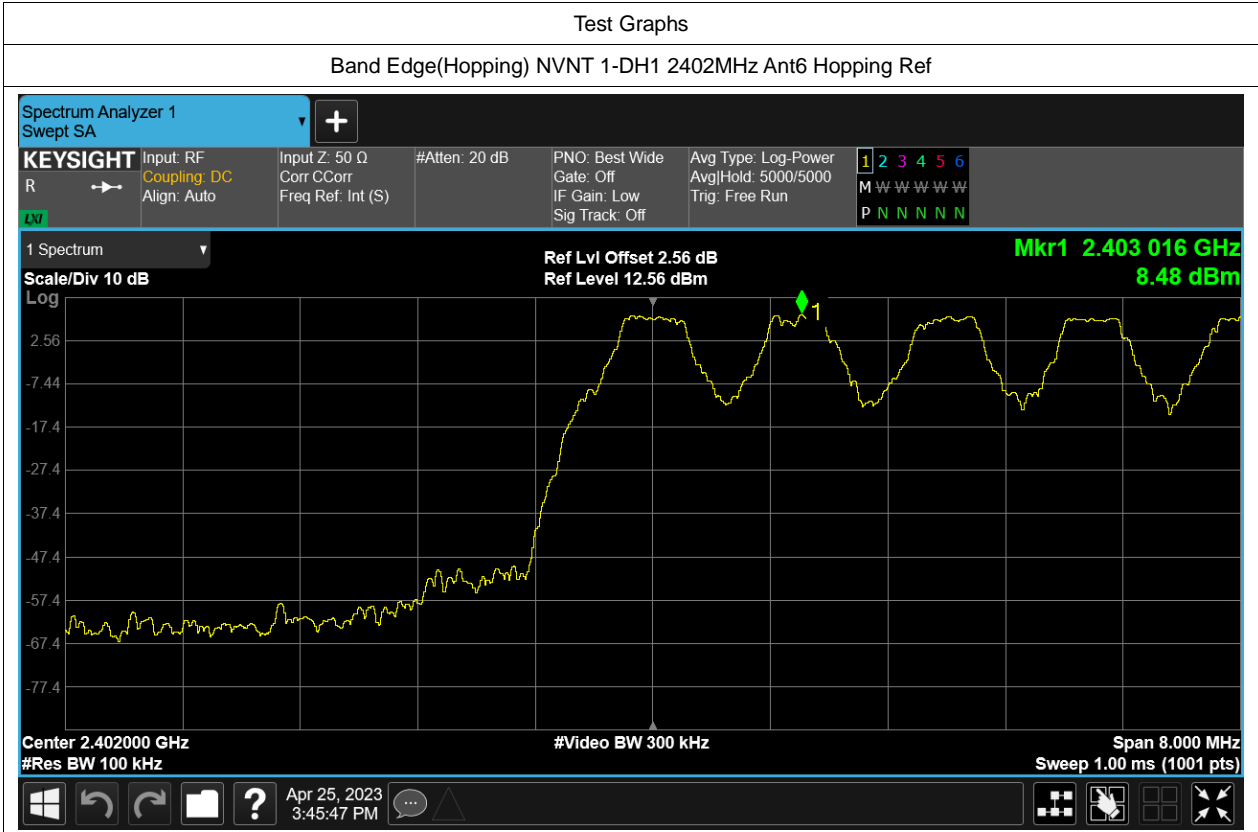 Test Graphs
Band Edge(Hopping) NVNT 1-DH1 2402MHz Ant6 Hopping Ref
Spectrum Analyzer 1
Swept SA
KEYSIGHT
R
LXI
Input: RF
Coupling: DC
Align: Auto
Input Z: 50 Ω
Corr CCorr
Freq Ref: Int (S)
#Atten: 20 dB
PNO: Best Wide
Gate: Off
IF Gain: Low
Sig Track: Off
Avg Type: Log-Power
Avg|Hold: 5000/5000
Trig: Free Run
1 2 3 4 5 6
M W W W W W
P N N N N N
1 Spectrum
Scale/Div 10 dB
Ref Lvl Offset 2.56 dB
Ref Level 12.56 dBm
Mkr1 2.403 016 GHz
8.48 dBm
Log
1
2.56
-7.44
-17.4
-27.4
-37.4
-47.4
-57.4
-67.4
-77.4
Center 2.402000 GHz
#Video BW 300 kHz
Span 8.000 MHz
#Res BW 100 kHz
Sweep 1.00 ms (1001 pts)
?
Apr 25, 2023
3:45:47 PM